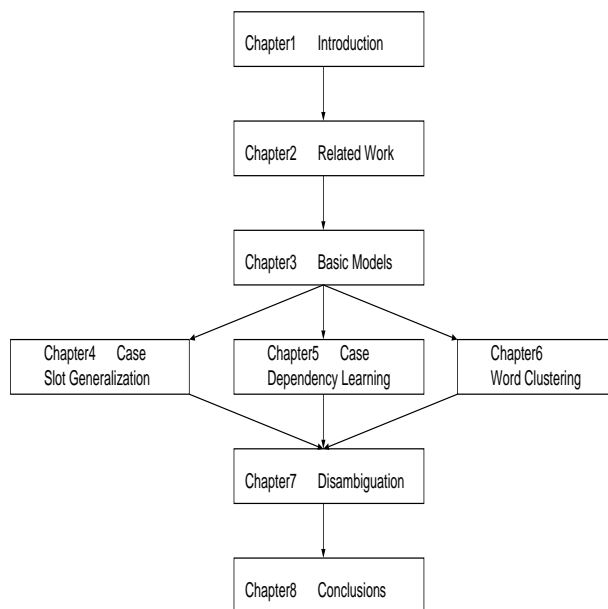 Chapter1 Introduction
Chapter2 Related Work
Chapter3 Basic Models
Chapter4 Case
Slot Generalization
Chapter5 Case
Dependency Learning
Chapter6
Word Clustering
Chapter7 Disambiguation
Chapter8 Conclusions